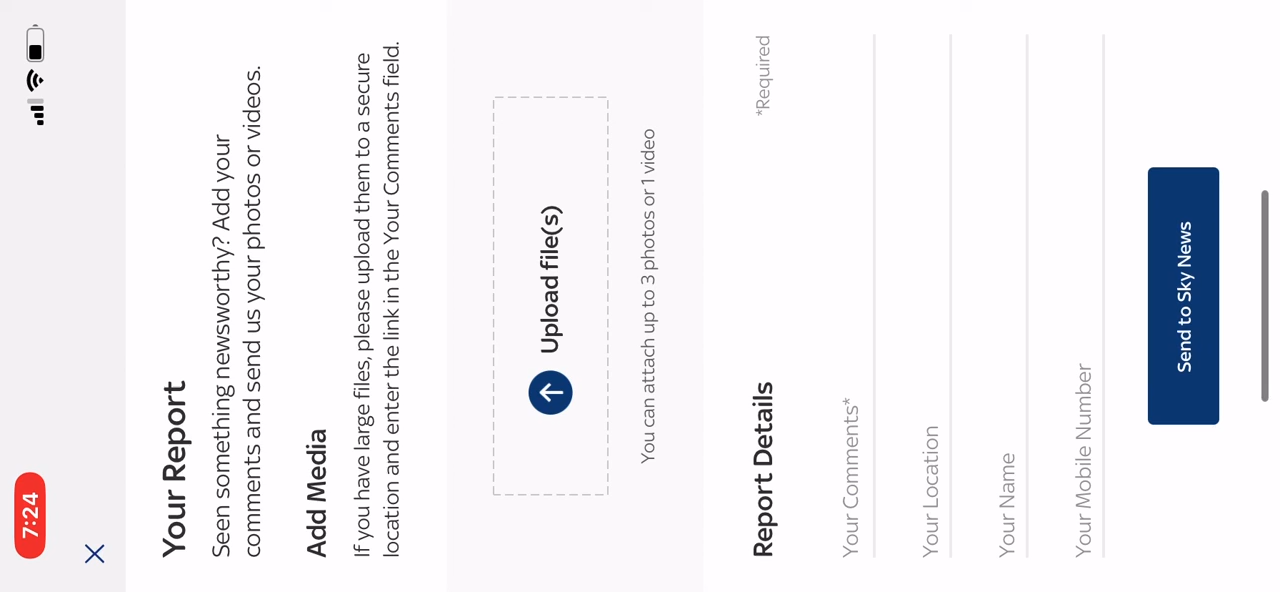 7:24
Your Report
Seen something newsworthy? Add your
comments and send us your photos or videos.
Add Media
If you have large files, please upload them to a secure
location and enter the link in the Your Comments field.
Upload file(s)
You can attach up to 3 photos or 1 video
Report Details
*Required
Your Comments*
Your Location
Your Name
Your Mobile Number
Send to Sky News